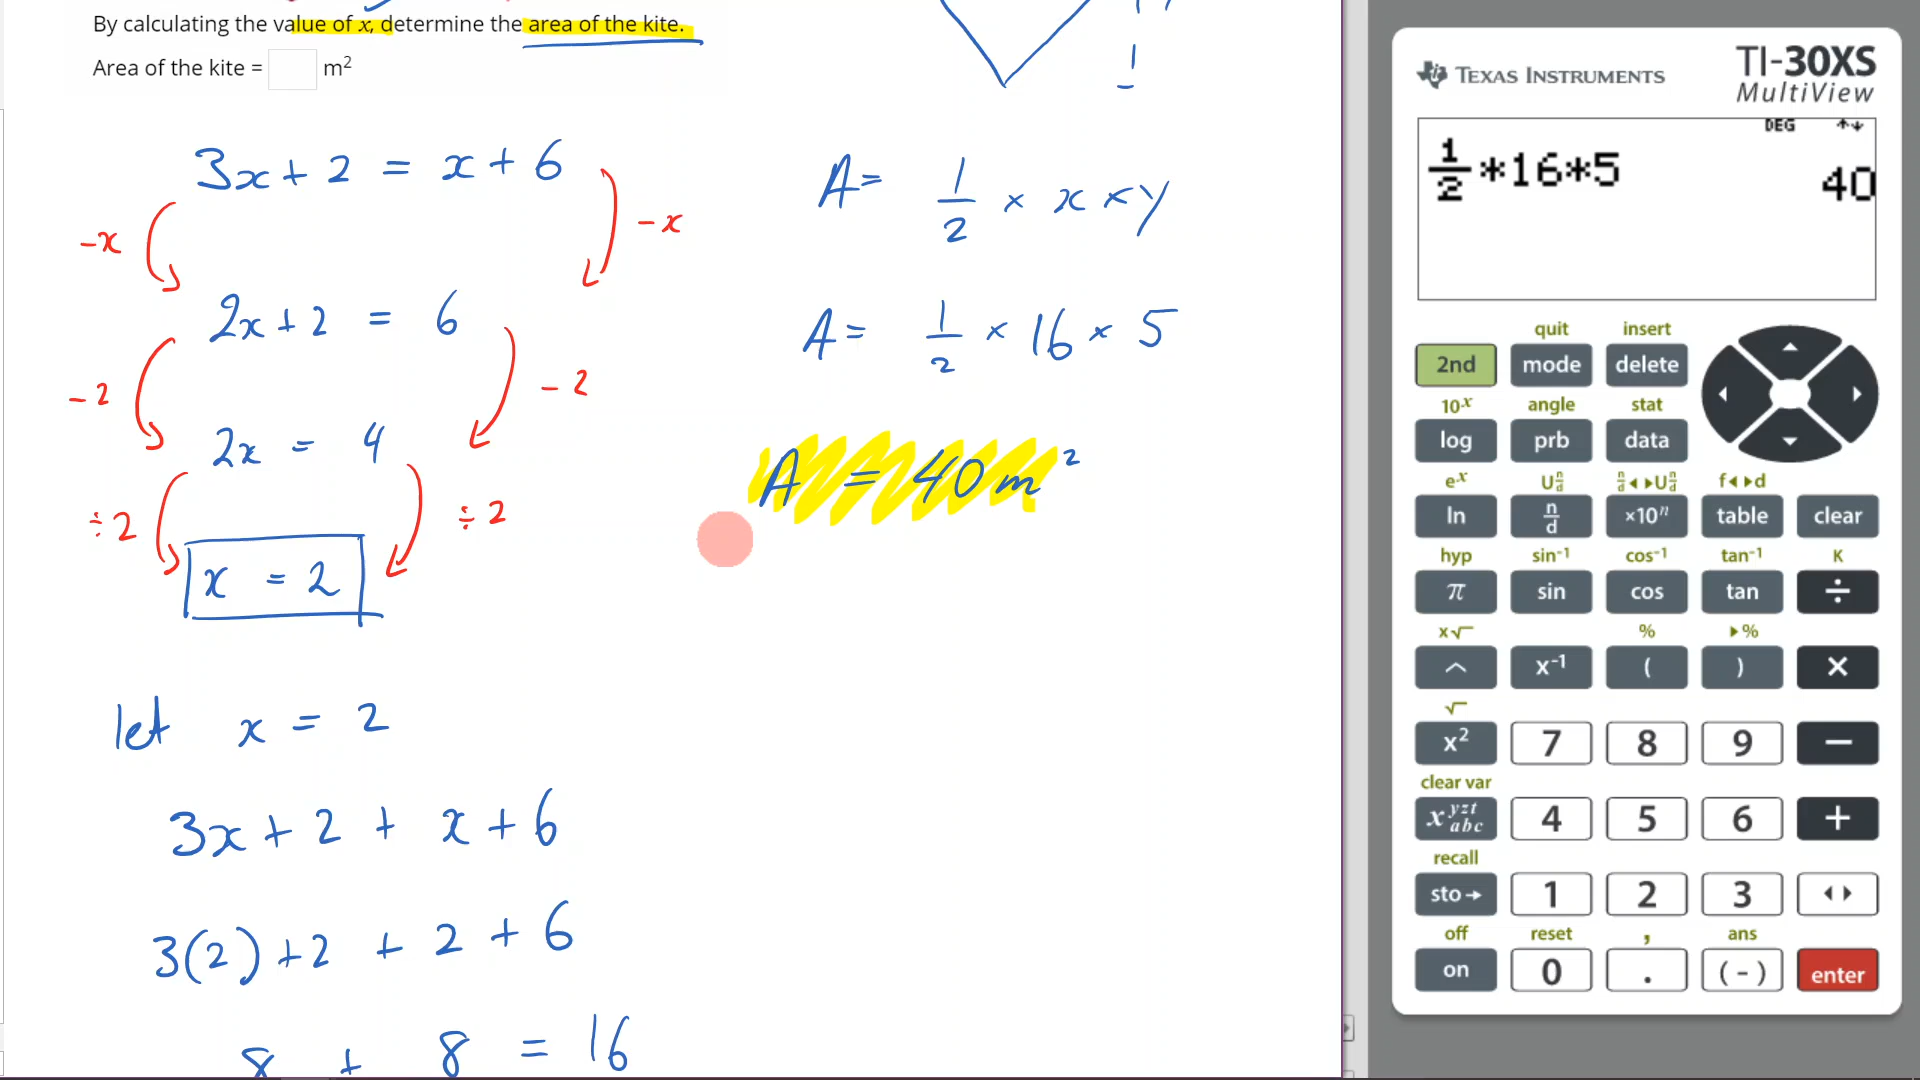 By calculating the value of x, determine the area of the kite.
Area of the kite = m²
3x + 2 = x + 6
-x
-x
2x + 2 = 6
-2
-2
2x = 4
÷2
÷2
x = 2
let x = 2
3x + 2 + x + 6
3(2) + 2 + 2 + 6
8 + 8 = 16
A = 1/2 × x × y
A = 1/2 × 16 × 5
A = 40 m²
TEXAS INSTRUMENTS
TI-30XS
MultiView
DEG
1/2*16*5
40
quit insert
2nd mode delete
10ˣ angle stat
log prb data
eˣ U n/d n/d ◂▸ U n/d f◂▸d
ln n/d ×10ⁿ table clear
hyp sin⁻¹ cos⁻¹ tan⁻¹ K
π sin cos tan ÷
x√ % ▸%
^ x⁻¹ ( ) ×
√
x² 7 8 9 −
clear var
x yzt abc 4 5 6 +
recall
sto→ 1 2 3 ◂▸
off reset , ans
on 0 . (-) enter